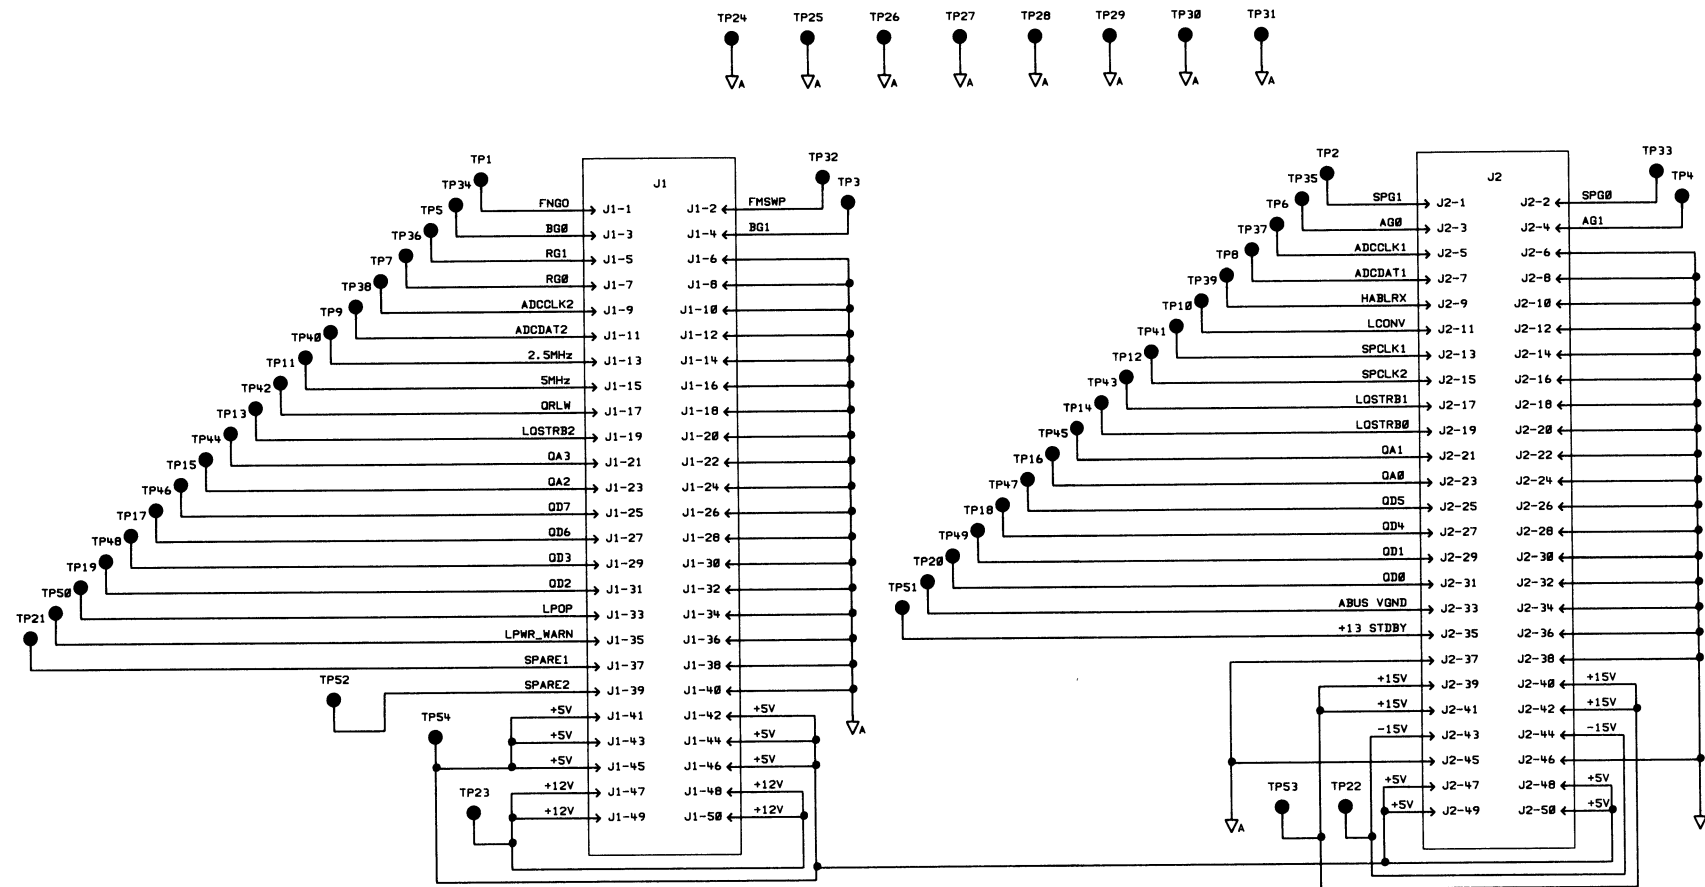 TP24 TP25 TP26 TP27 TP28 TP29 TP30 TP31
A A A A A A A A
J1
TP1 FNGO J1-1
J1-2 FMSWP TP32
TP34 BG0 J1-3
J1-4 BG1 TP3
TP5 RG1 J1-5
J1-6
TP36 RG0 J1-7
J1-8
TP7 ADCCLK2 J1-9
J1-10
TP38 ADCDAT2 J1-11
J1-12
TP9 2.5MHz J1-13
J1-14
TP40 5MHz J1-15
J1-16
TP11 QRLW J1-17
J1-18
TP42 LQSTRB2 J1-19
J1-20
TP13 QA3 J1-21
J1-22
TP44 QA2 J1-23
J1-24
TP15 QD7 J1-25
J1-26
TP46 QD6 J1-27
J1-28
TP17 QD3 J1-29
J1-30
TP48 QD2 J1-31
J1-32
TP19 LPOP J1-33
J1-34
TP50 LPWR_WARN J1-35
J1-36
TP21 SPARE1 J1-37
J1-38
TP52 SPARE2 J1-39
J1-40
A
TP54
+5V J1-41
J1-42 +5V
+5V J1-43
J1-44 +5V
+5V J1-45
J1-46 +5V
TP23
+12V J1-47
J1-48 +12V
+12V J1-49
J1-50 +12V
J2
TP2 SPG1 J2-1
J2-2 SPG0 TP33
TP35 AG0 J2-3
J2-4 AG1 TP4
TP6 ADCCLK1 J2-5
J2-6
TP37 ADCDAT1 J2-7
J2-8
TP8 HABLRX J2-9
J2-10
TP39 LCONV J2-11
J2-12
TP10 SPCLK1 J2-13
J2-14
TP41 SPCLK2 J2-15
J2-16
TP12 LQSTRB1 J2-17
J2-18
TP43 LQSTRB0 J2-19
J2-20
TP14 QA1 J2-21
J2-22
TP45 QA0 J2-23
J2-24
TP16 QD5 J2-25
J2-26
TP47 QD4 J2-27
J2-28
TP18 QD1 J2-29
J2-30
TP49 QD0 J2-31
J2-32
TP20 ABUS VGND J2-33
J2-34
TP51 +13 STDBY J2-35
J2-36
J2-37
J2-38
+15V J2-39
J2-40 +15V
+15V J2-41
J2-42 +15V
-15V J2-43
J2-44 -15V
J2-45
J2-46
TP53 TP22
+5V J2-47
J2-48 +5V
+5V J2-49
J2-50 +5V
A